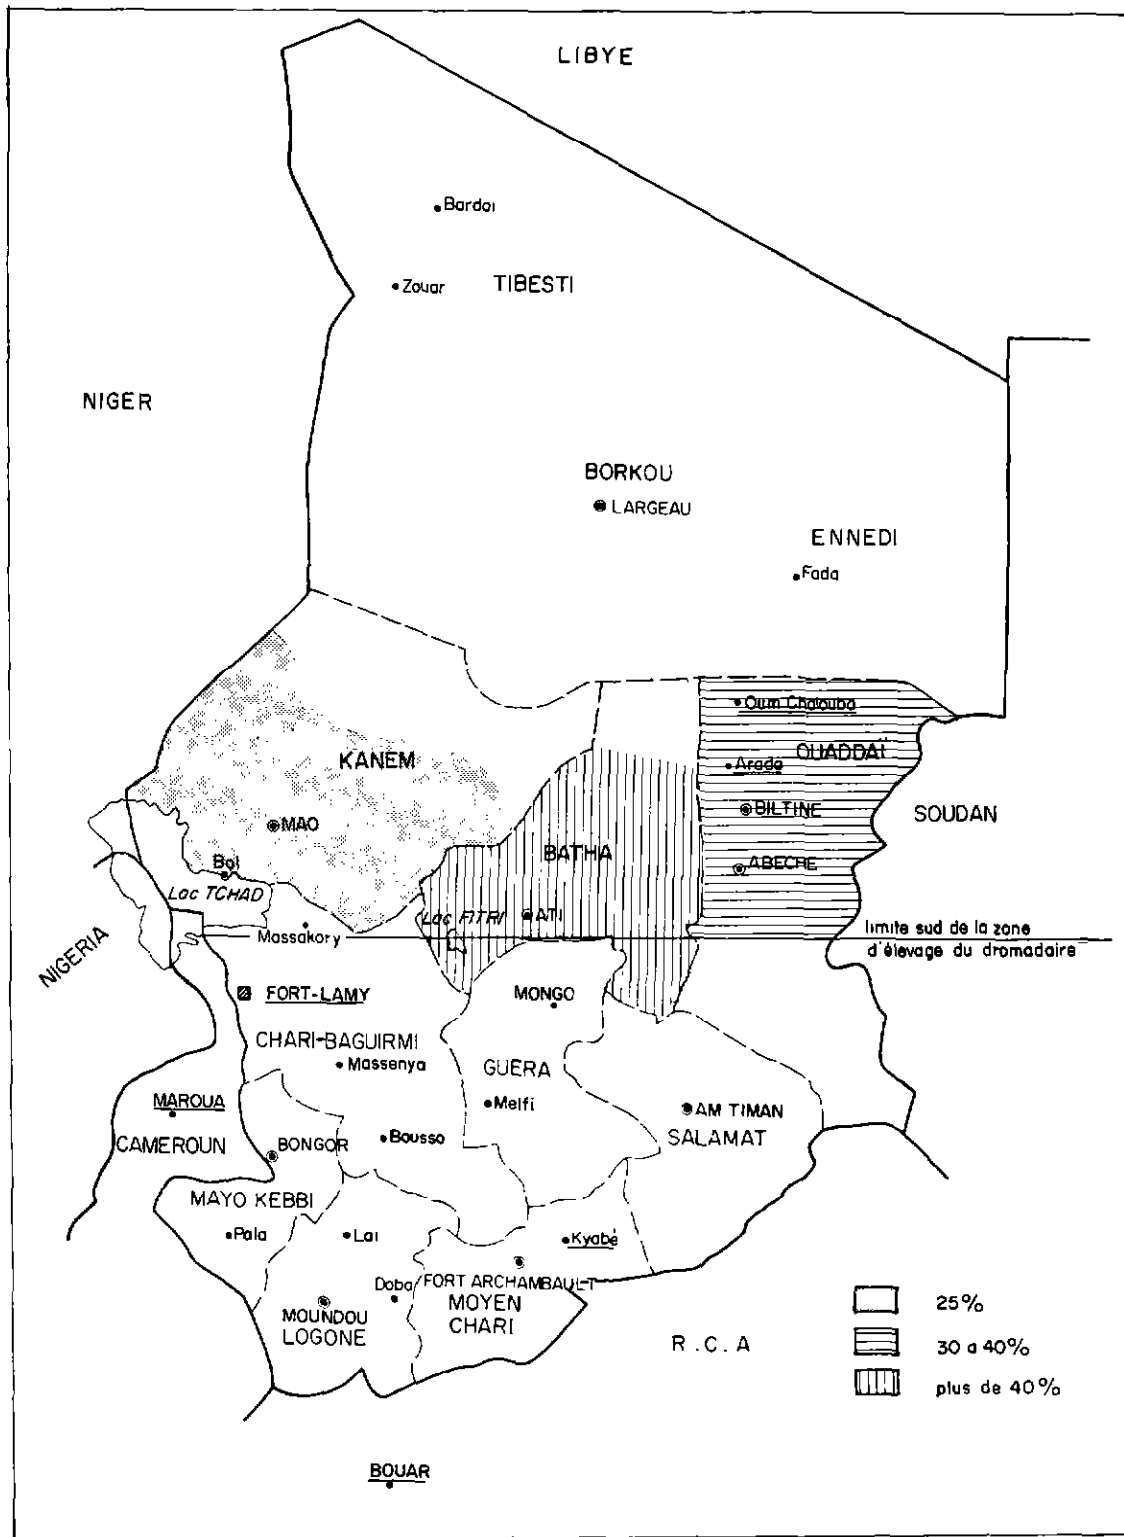 LIBYE
Bardai
Zouar
TIBESTI
NIGER
BORKOU
LARGEAU
ENNEDI
Fada
Oum Chalouba
OUADDAÏ
KANEM
Arada
BILTINE
SOUDAN
MAO
BATHA
Bol
ABECHE
Lac TCHAD
Lac FITRI
ATI
NIGERIA
Massakory
limite sud de la zone
d'élevage du dromadaire
FORT-LAMY
MONGO
CHARI-BAGUIRMI
Massenya
GUERA
MAROUA
Melfi
AM TIMAN
CAMEROUN
BONGOR
Bousso
SALAMAT
MAYO KEBBI
Pala
Lai
Kyabé
Doba
FORT ARCHAMBAULT
MOUNDOU
MOYEN
CHARI
LOGONE
R.C.A
25%
30 a 40%
plus de 40%
BOUAR